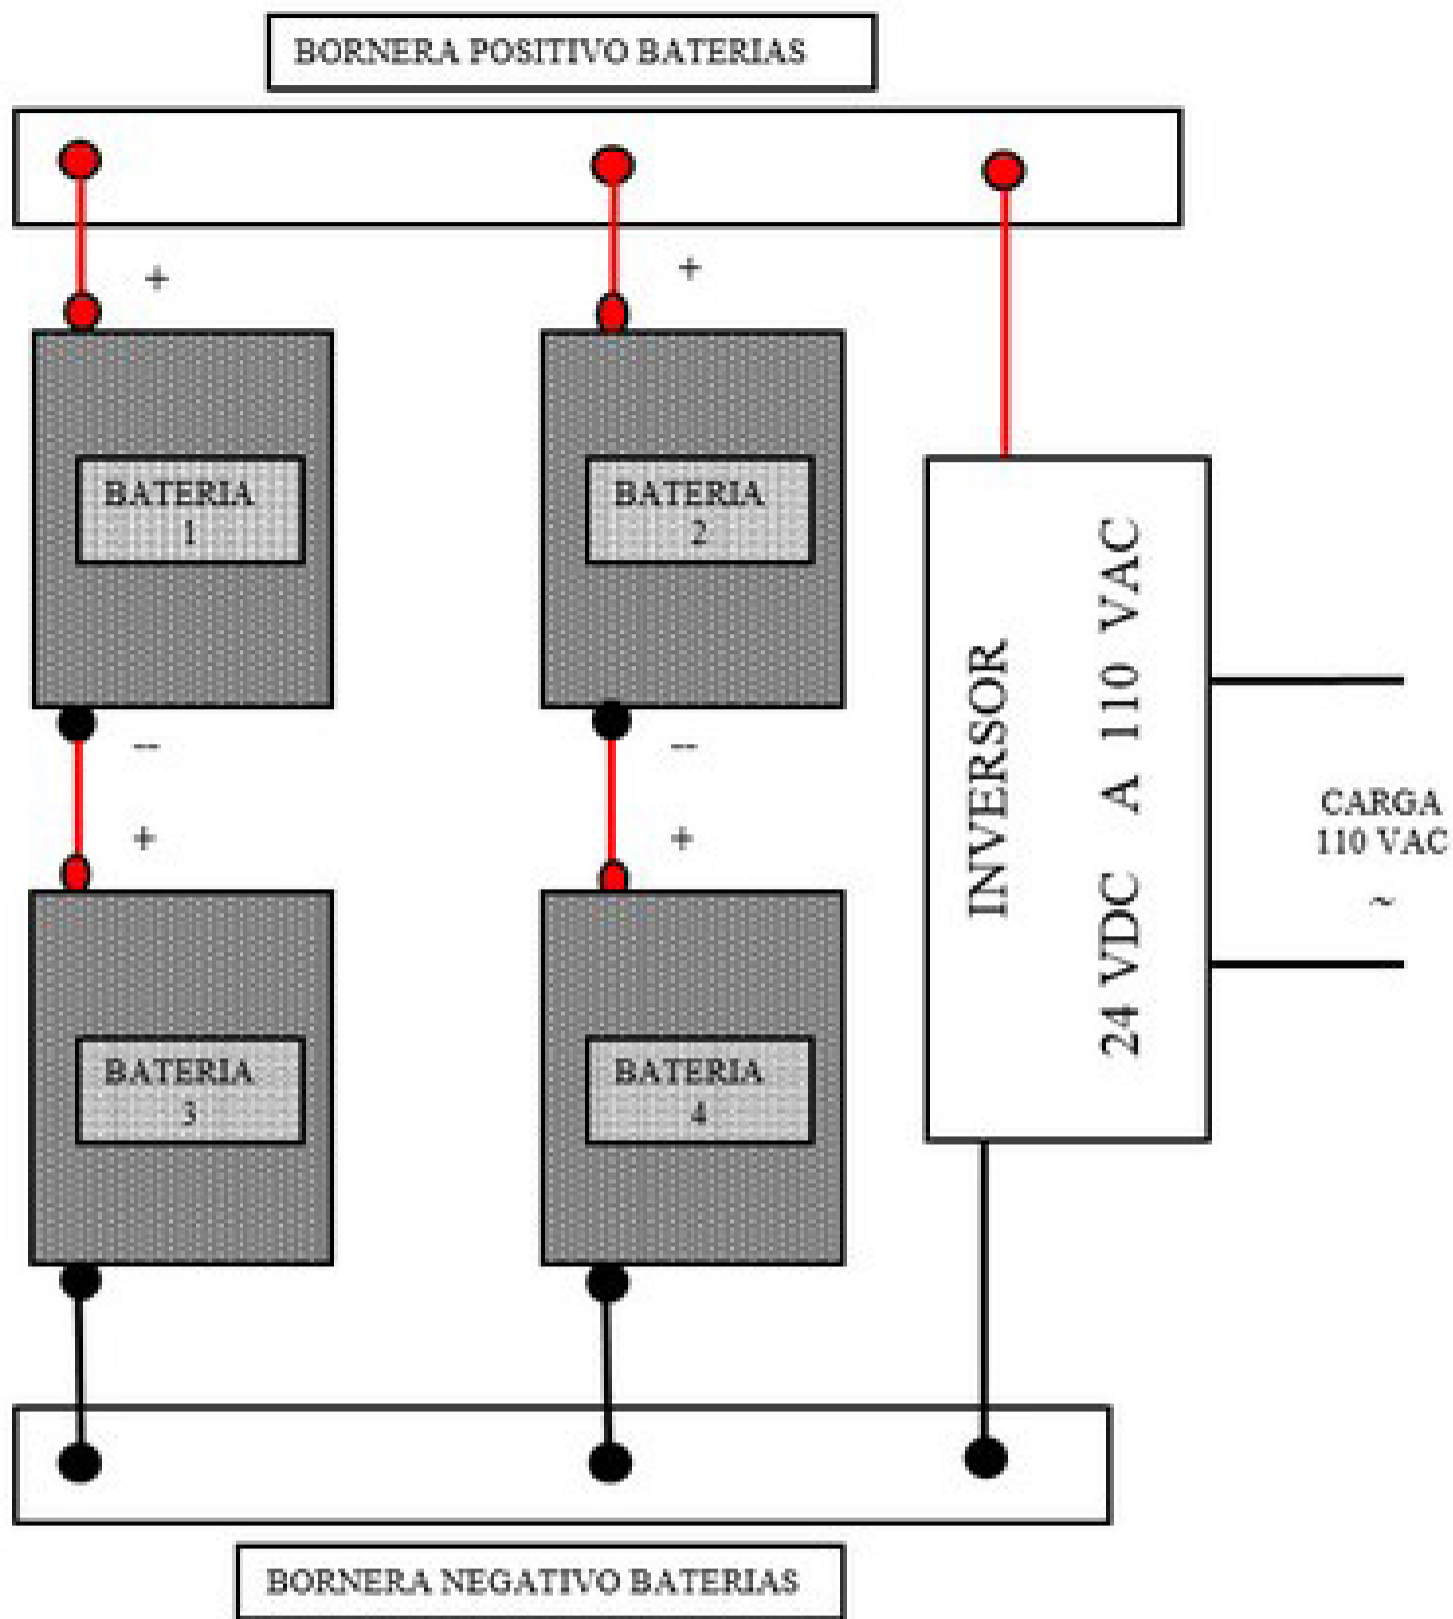 BORNERA POSITIVO BATERIAS
+
+
BATERIA
1
BATERIA
2
--
--
+
+
INVERSOR
24 VDC A 110 VAC
CARGA
110 VAC
~
BATERIA
3
BATERIA
4
BORNERA NEGATIVO BATERIAS